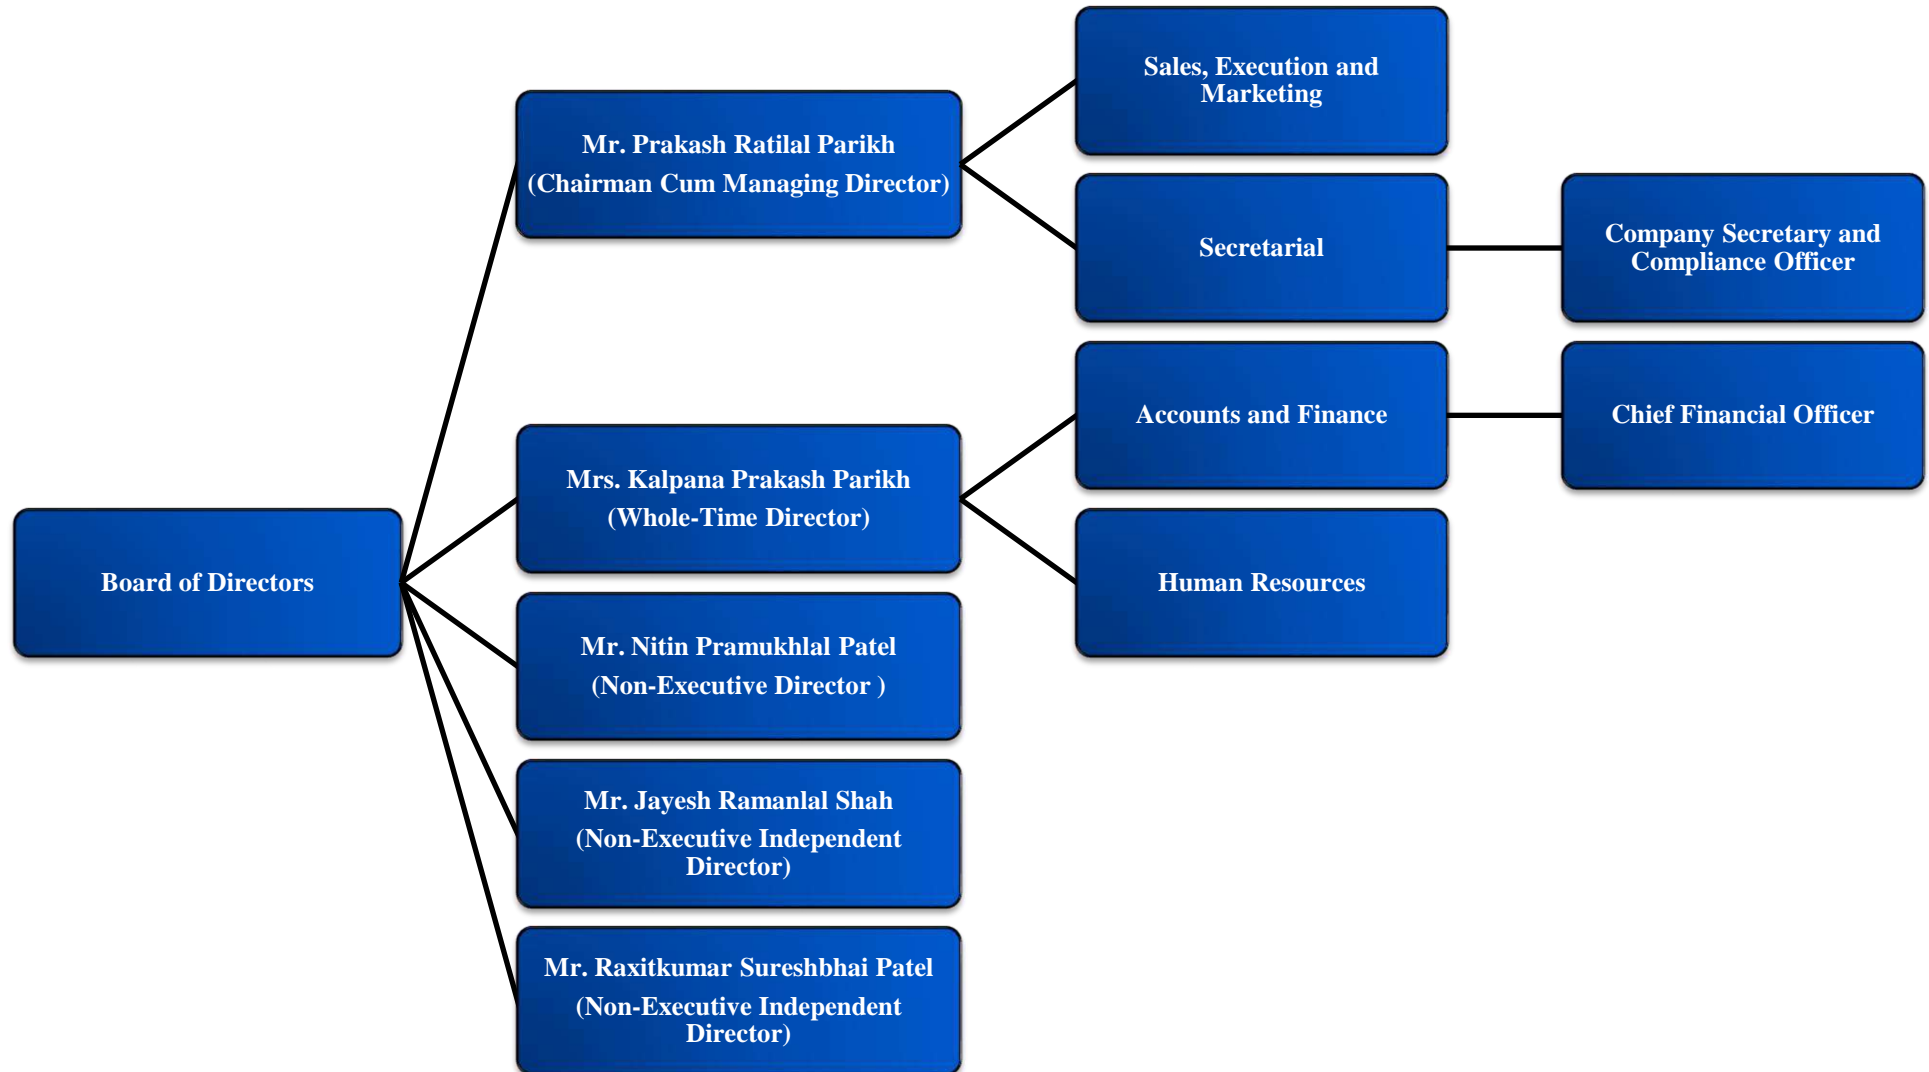 Board of Directors
Mr. Prakash Ratilal Parikh
(Chairman Cum Managing Director)
Sales, Execution and
Marketing
Secretarial
Company Secretary and
Compliance Officer
Mrs. Kalpana Prakash Parikh
(Whole-Time Director)
Accounts and Finance
Chief Financial Officer
Human Resources
Mr. Nitin Pramukhlal Patel
(Non-Executive Director )
Mr. Jayesh Ramanlal Shah
(Non-Executive Independent
Director)
Mr. Raxitkumar Sureshbhai Patel
(Non-Executive Independent
Director)